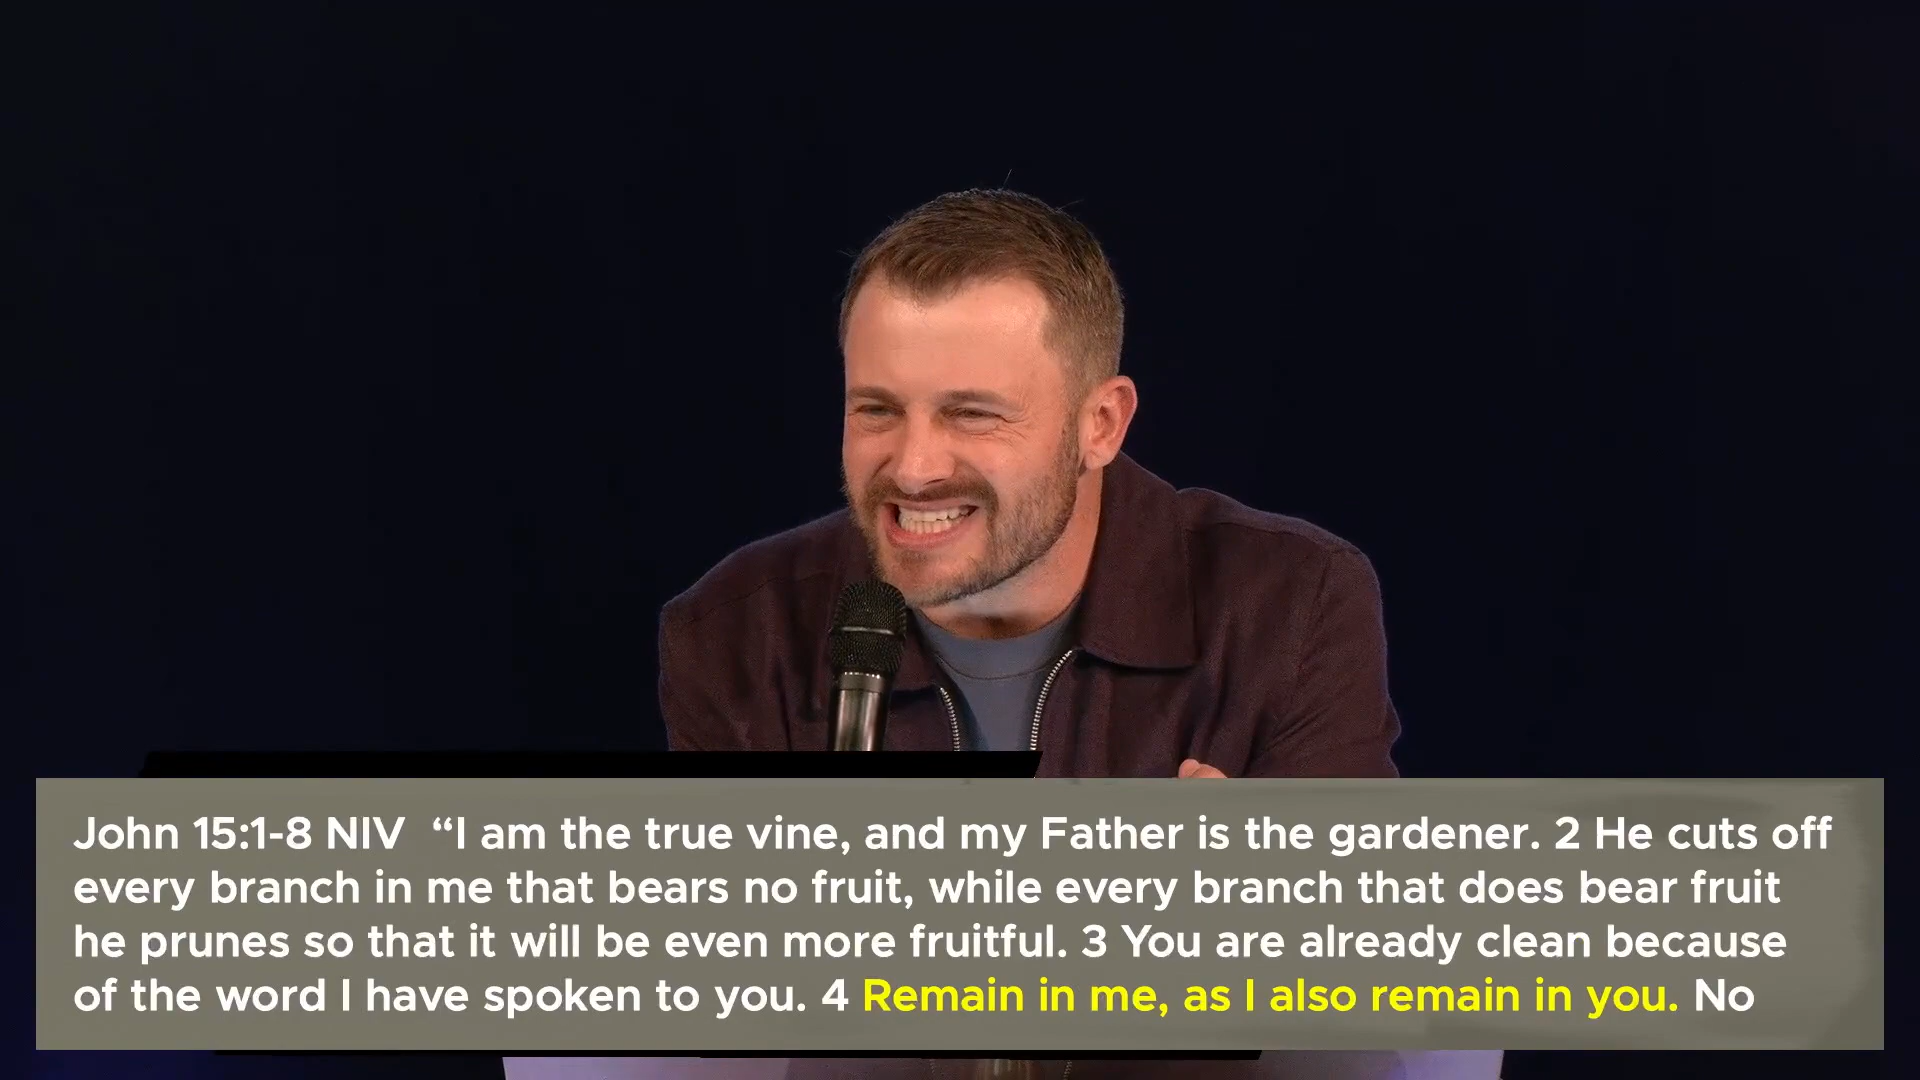 John 15:1-8 NIV  “I am the true vine, and my Father is the gardener. 2 He cuts off
every branch in me that bears no fruit, while every branch that does bear fruit
he prunes so that it will be even more fruitful. 3 You are already clean because
of the word I have spoken to you. 4 Remain in me, as I also remain in you. No